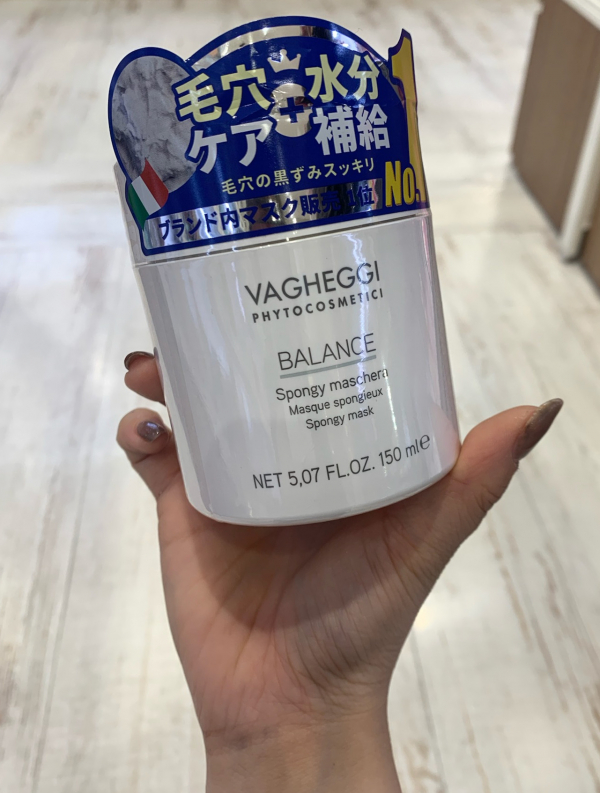 毛穴ケア
水分補給
毛穴の黒ずみスッキリ
No.1
ブランド内マスク販売1位
VAGHEGGI
PHYTOCOSMETICI
BALANCE
Spongy maschera
Masque spongieux
Spongy mask
NET 5,07 FL.OZ. 150 ml℮